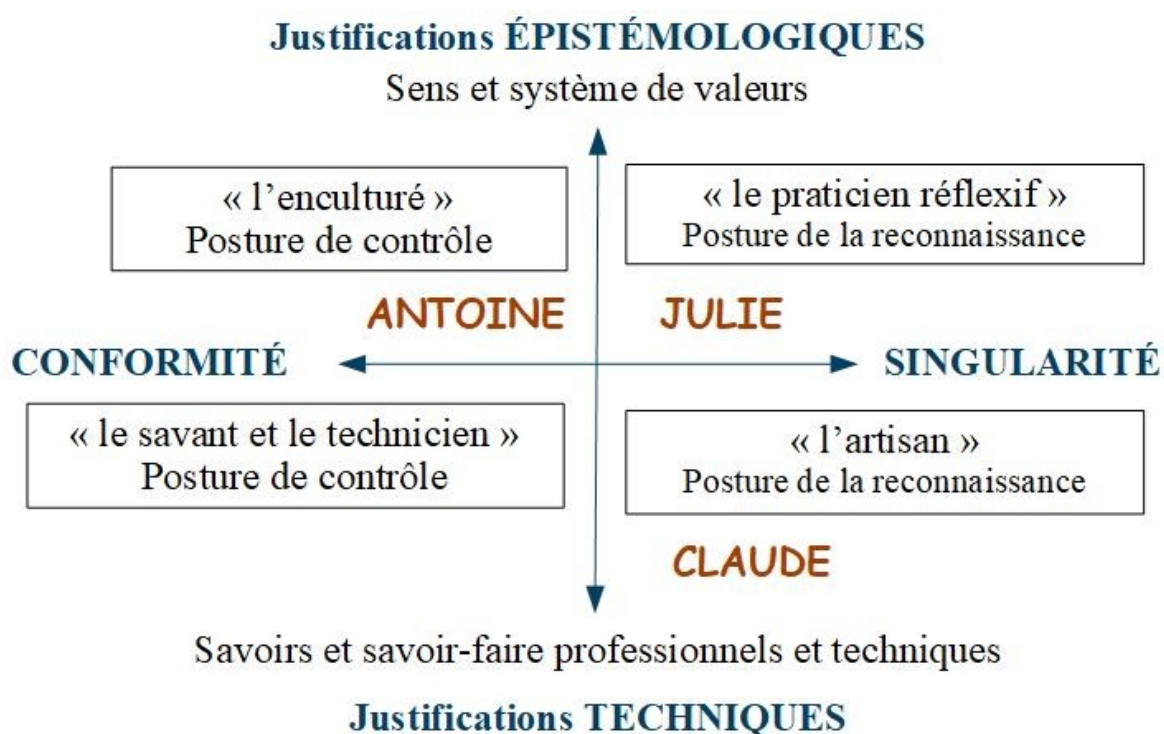 Justifications ÉPISTÉMOLOGIQUES
Sens et système de valeurs
« l’enculturé »
Posture de contrôle
« le praticien réflexif »
Posture de la reconnaissance
ANTOINE
JULIE
CONFORMITÉ
SINGULARITÉ
« le savant et le technicien »
Posture de contrôle
« l’artisan »
Posture de la reconnaissance
CLAUDE
Savoirs et savoir-faire professionnels et techniques
Justifications TECHNIQUES